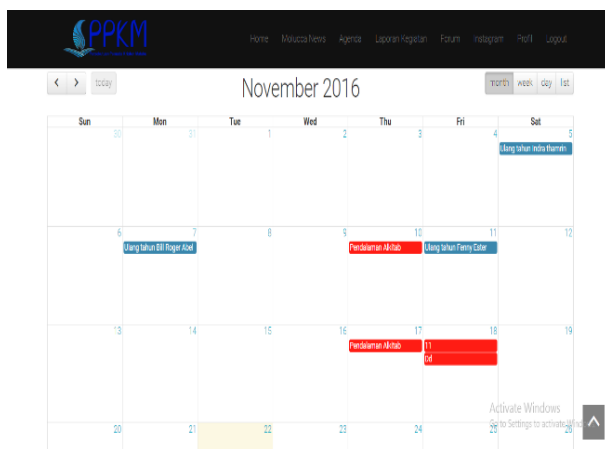 PPKM
Home Molucca News Agenda Laporan Kegiatan Forum Instagram Profil Logout
today
November 2016
month week day list
Sun Mon Tue Wed Thu Fri Sat
30 31 1 2 3 4 5
Ulang tahun Indra thamrin
6 7 8 9 10 11 12
Ulang tahun Bill Roger Abel Pendalaman Alkitab Ulang tahun Fenny Ester
13 14 15 16 17 18 19
Pendalaman Alkitab 11
Dd
Activate Windows
Go to Settings to activate Wind
20 21 22 23 24 25 26